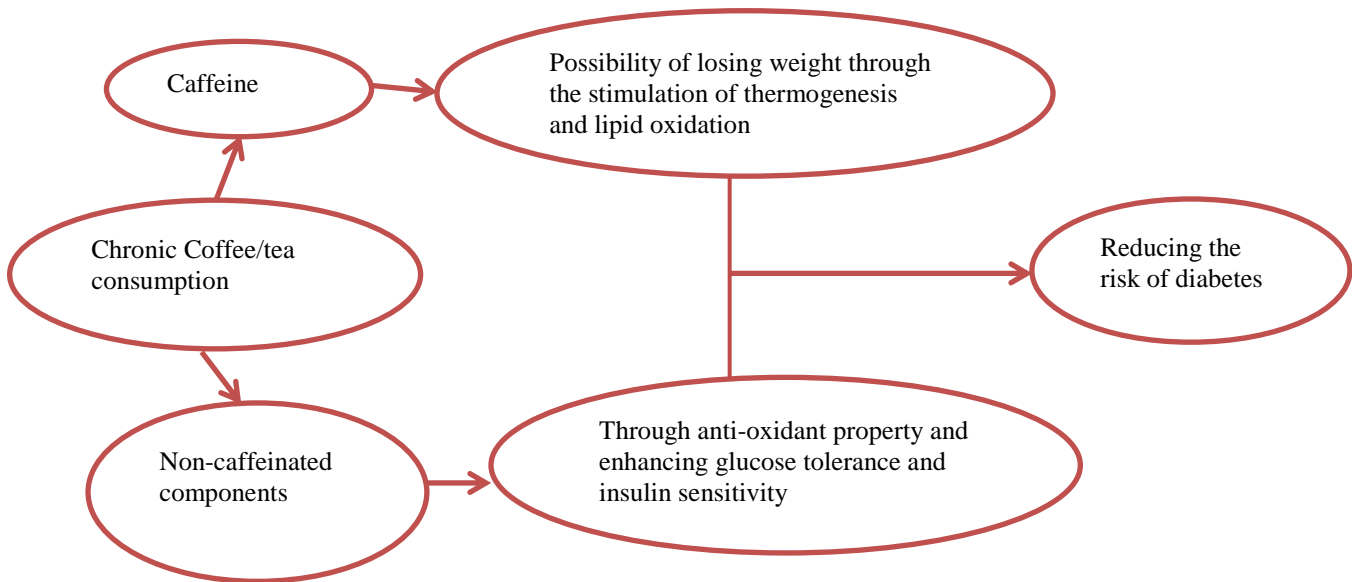 Caffeine
Possibility of losing weight through
the stimulation of thermogenesis
and lipid oxidation
Chronic Coffee/tea
consumption
Reducing the
risk of diabetes
Non-caffeinated
components
Through anti-oxidant property and
enhancing glucose tolerance and
insulin sensitivity